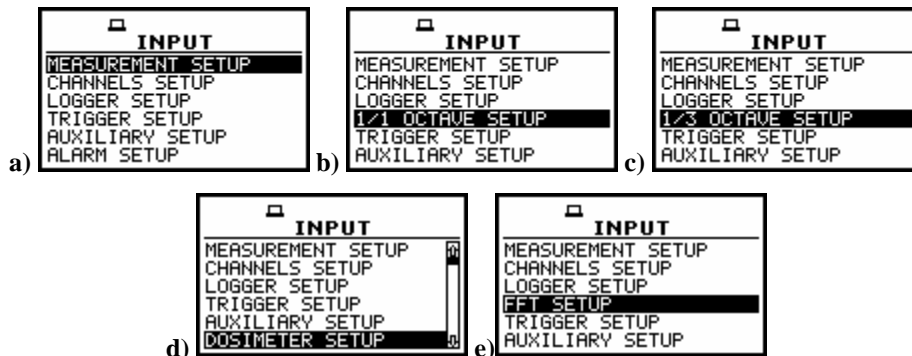 INPUT
MEASUREMENT SETUP
CHANNELS SETUP
LOGGER SETUP
TRIGGER SETUP
AUXILIARY SETUP
ALARM SETUP
a)
INPUT
MEASUREMENT SETUP
CHANNELS SETUP
LOGGER SETUP
1/1 OCTAVE SETUP
TRIGGER SETUP
AUXILIARY SETUP
b)
INPUT
MEASUREMENT SETUP
CHANNELS SETUP
LOGGER SETUP
1/3 OCTAVE SETUP
TRIGGER SETUP
AUXILIARY SETUP
c)
INPUT
MEASUREMENT SETUP
CHANNELS SETUP
LOGGER SETUP
TRIGGER SETUP
AUXILIARY SETUP
DOSIMETER SETUP
d)
INPUT
MEASUREMENT SETUP
CHANNELS SETUP
LOGGER SETUP
FFT SETUP
TRIGGER SETUP
AUXILIARY SETUP
e)